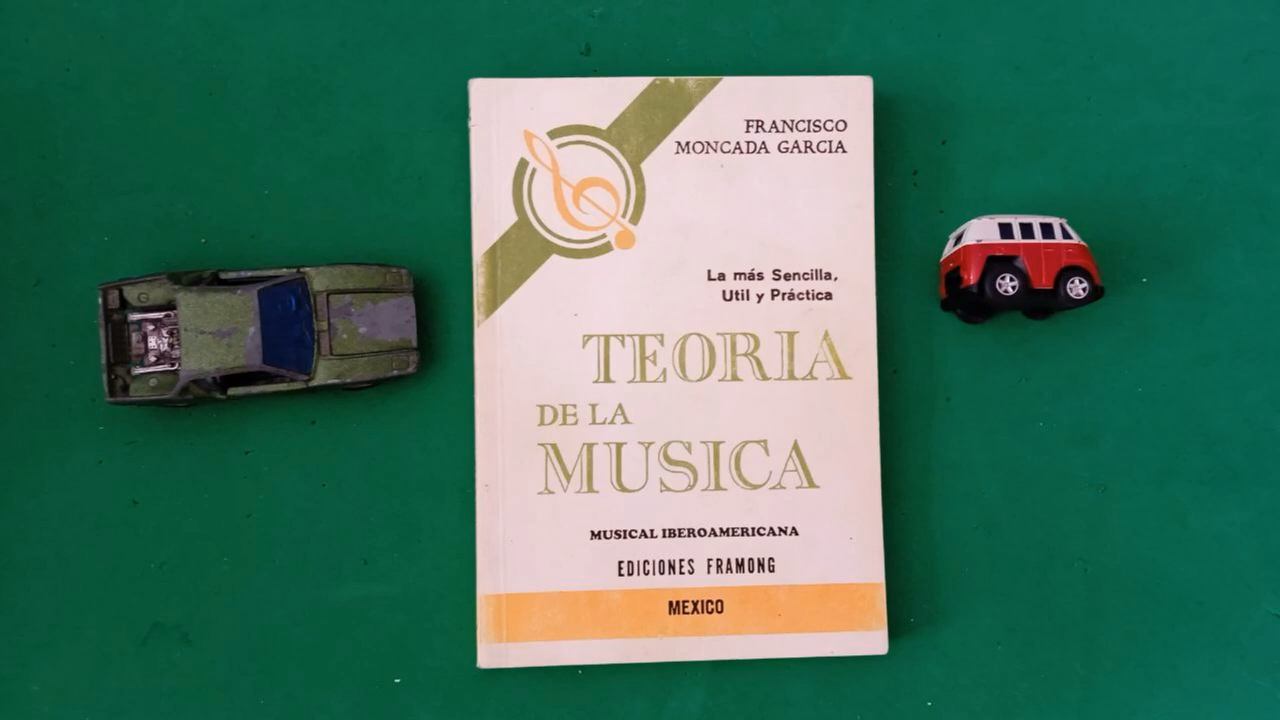 FRANCISCO
MONCADA GARCIA
La más Sencilla,
Util y Práctica
TEORIA
DE LA
MUSICA
MUSICAL IBEROAMERICANA
EDICIONES FRAMONG
MEXICO